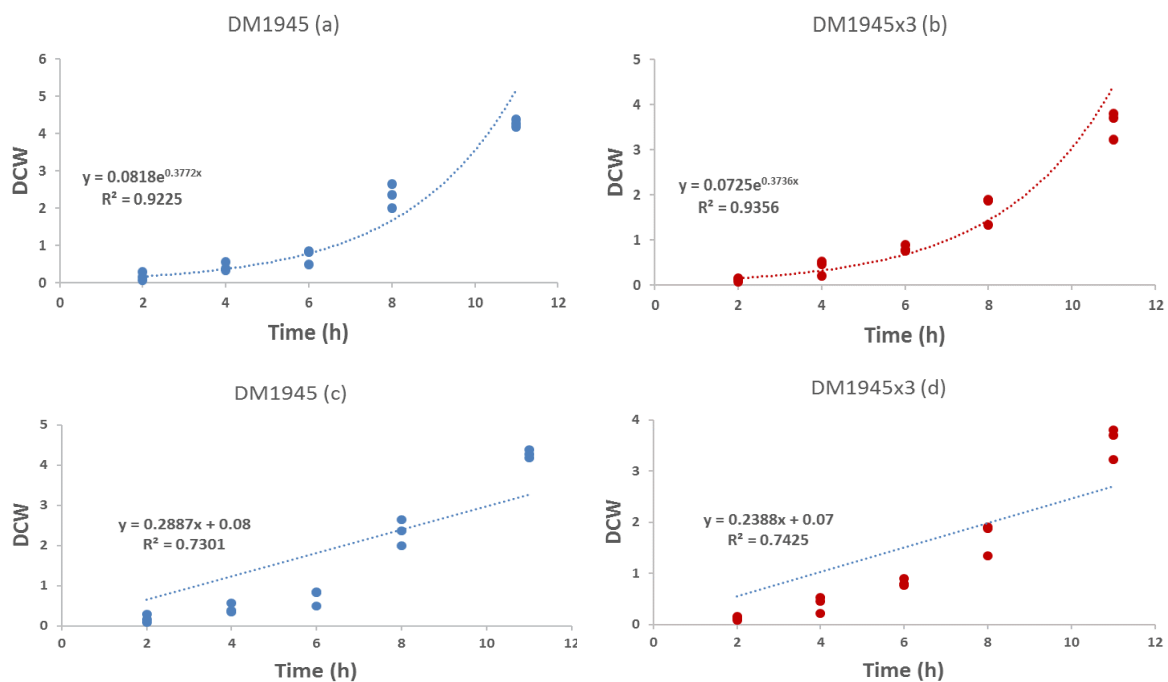 DM1945 (a)
6
5
4
3
2
1
0
0
2
4
6
8
10
12
DCW
Time (h)
y = 0.0818e^0.3772x
R² = 0.9225
DM1945x3 (b)
5
4
3
2
1
0
0
2
4
6
8
10
12
DCW
Time (h)
y = 0.0725e^0.3736x
R² = 0.9356
DM1945 (c)
5
4
3
2
1
0
0
2
4
6
8
10
12
DCW
Time (h)
y = 0.2887x + 0.08
R² = 0.7301
DM1945x3 (d)
4
3
2
1
0
0
2
4
6
8
10
12
DCW
Time (h)
y = 0.2388x + 0.07
R² = 0.7425